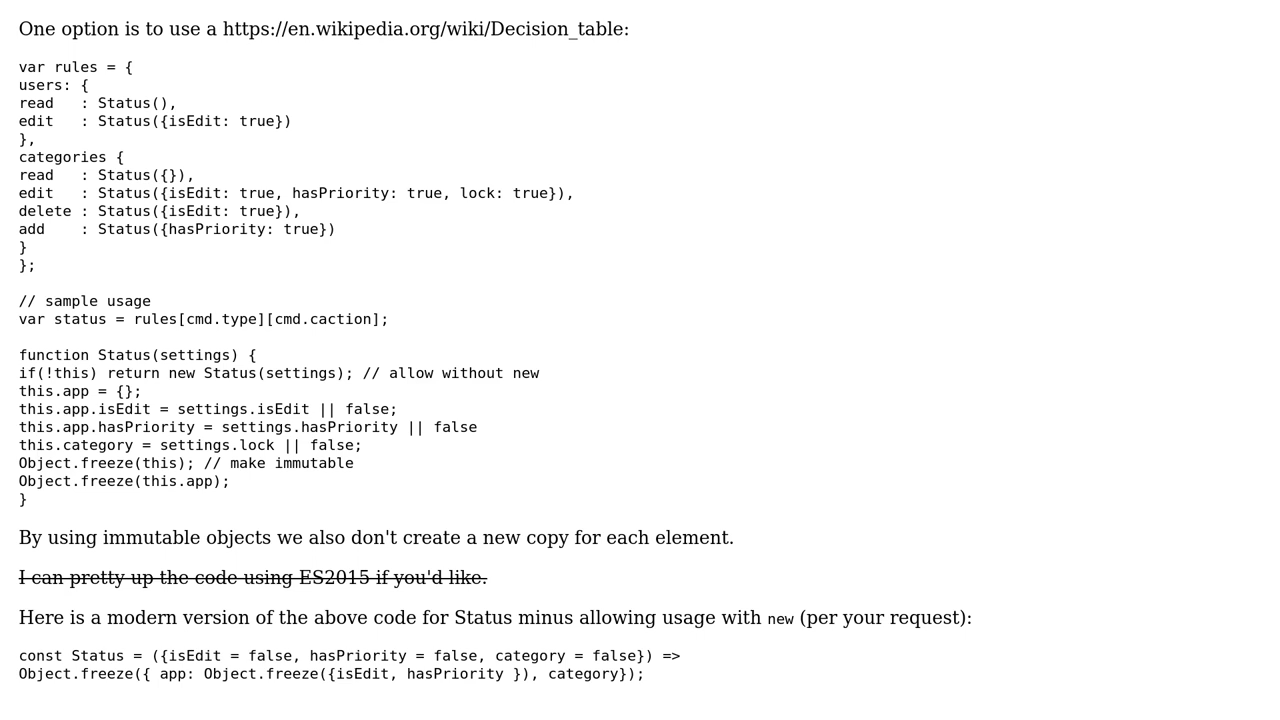 One option is to use a https://en.wikipedia.org/wiki/Decision_table:
var rules = {
users: {
read   : Status(),
edit   : Status({isEdit: true})
},
categories {
read   : Status({}),
edit   : Status({isEdit: true, hasPriority: true, lock: true}),
delete : Status({isEdit: true}),
add    : Status({hasPriority: true})
}
};
// sample usage
var status = rules[cmd.type][cmd.caction];
function Status(settings) {
if(!this) return new Status(settings); // allow without new
this.app = {};
this.app.isEdit = settings.isEdit || false;
this.app.hasPriority = settings.hasPriority || false
this.category = settings.lock || false;
Object.freeze(this); // make immutable
Object.freeze(this.app);
}
By using immutable objects we also don't create a new copy for each element.
I can pretty up the code using ES2015 if you'd like.
Here is a modern version of the above code for Status minus allowing usage with new (per your request):
const Status = ({isEdit = false, hasPriority = false, category = false}) =>
Object.freeze({ app: Object.freeze({isEdit, hasPriority }), category});